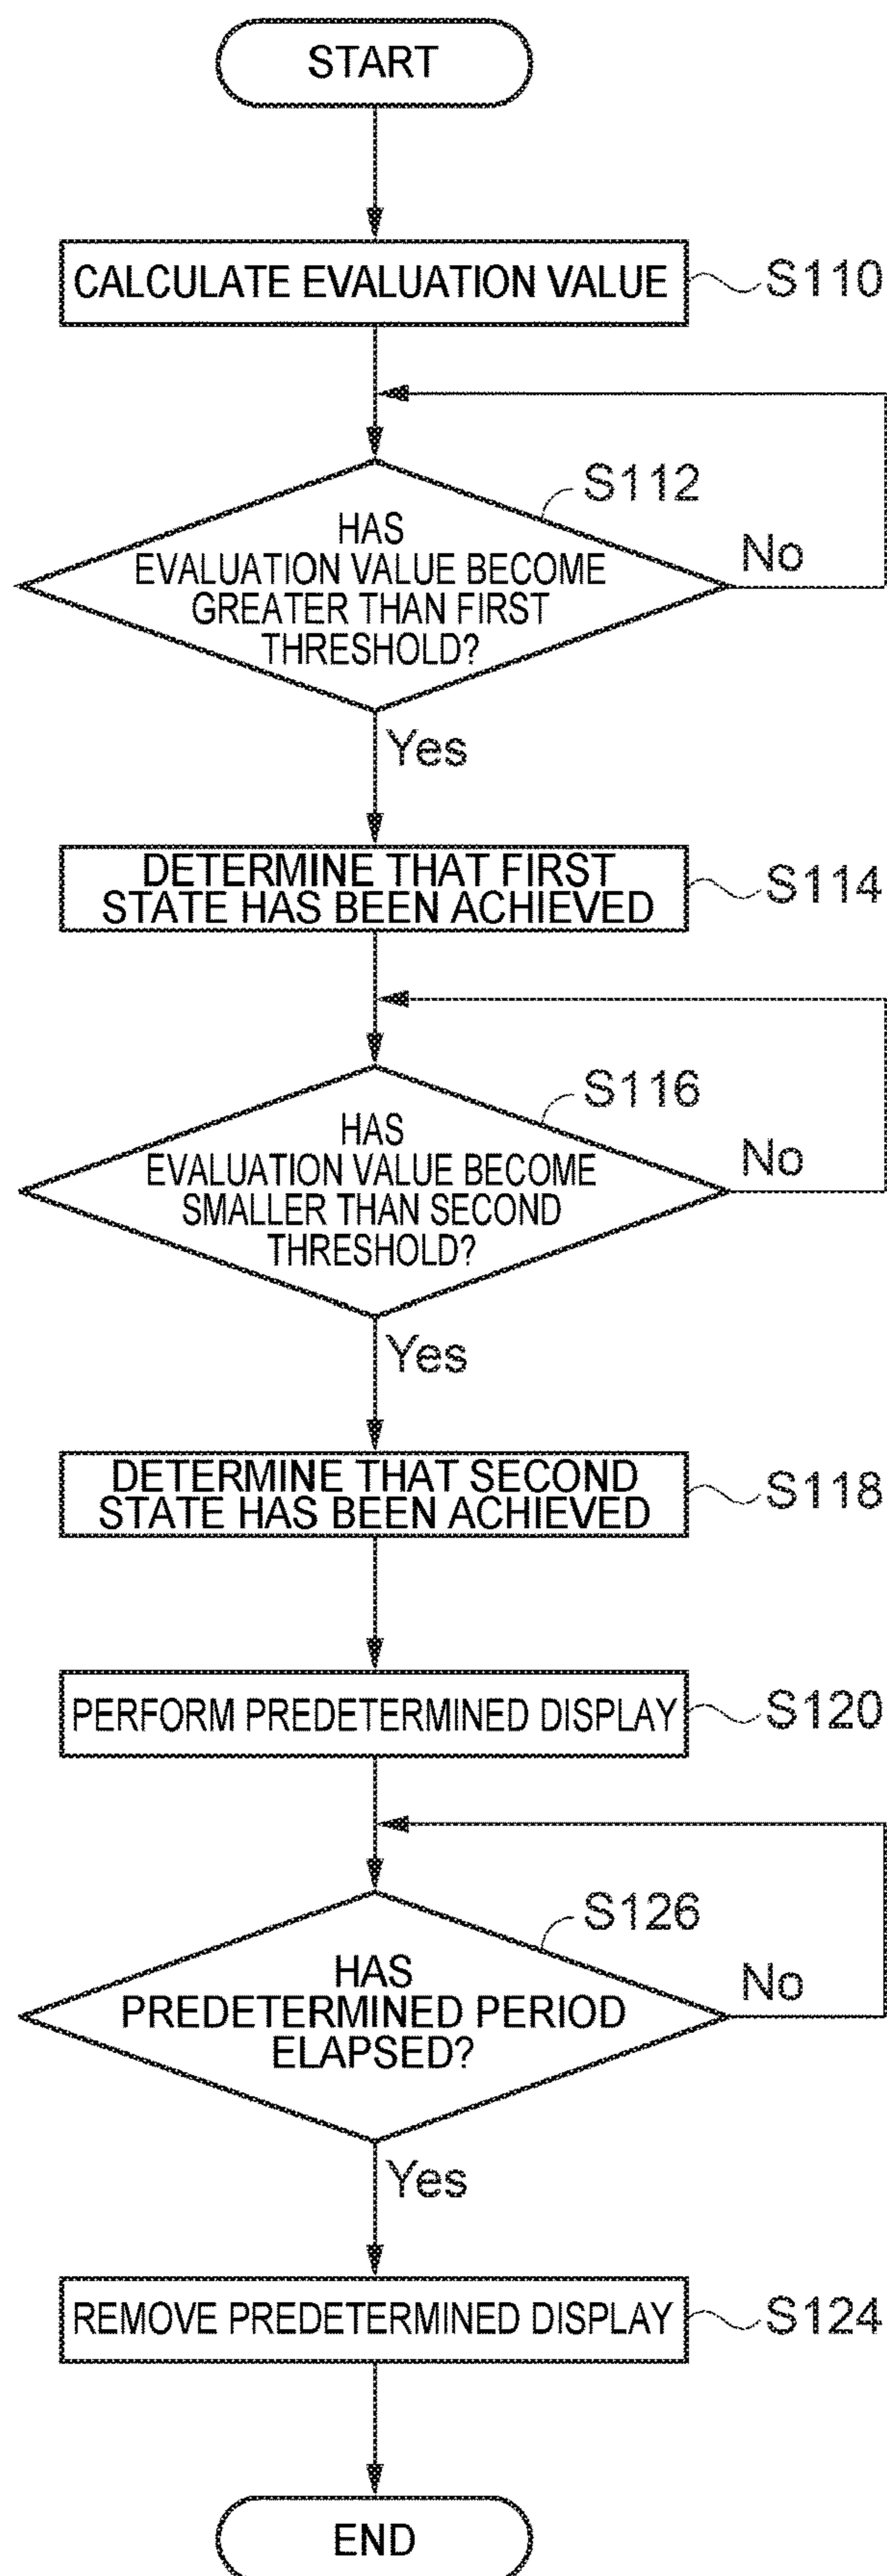 START
CALCULATE EVALUATION VALUE
S110
S112
HAS
EVALUATION VALUE BECOME
GREATER THAN FIRST
THRESHOLD?
No
Yes
DETERMINE THAT FIRST
STATE HAS BEEN ACHIEVED
S114
S116
HAS
EVALUATION VALUE BECOME
SMALLER THAN SECOND
THRESHOLD?
No
Yes
DETERMINE THAT SECOND
STATE HAS BEEN ACHIEVED
S118
PERFORM PREDETERMINED DISPLAY
S120
S126
HAS
PREDETERMINED PERIOD
ELAPSED?
No
Yes
REMOVE PREDETERMINED DISPLAY
S124
END